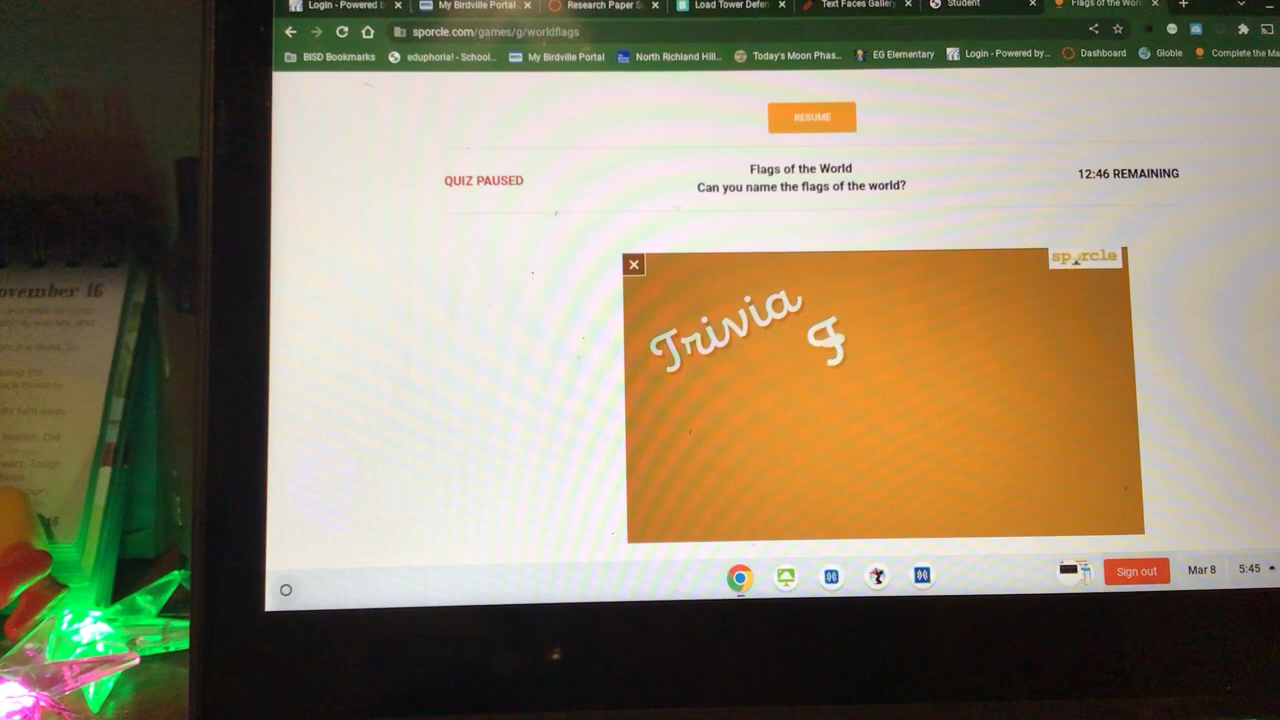 Login - Powered b
My Birdville Portal
Research Paper S
Load Tower Defen
Text Faces Gallery
Student
Flags of the Worl
sporcle.com/games/g/worldflags
BISD Bookmarks
eduphoria! - School...
My Birdville Portal
North Richland Hill...
Today's Moon Phas...
EG Elementary
Login - Powered by...
Dashboard
Globle
Complete the Ma
RESUME
QUIZ PAUSED
Flags of the World
Can you name the flags of the world?
12:46 REMAINING
sporcle
Trivia
F
Sign out
Mar 8
5:45
ovember 16